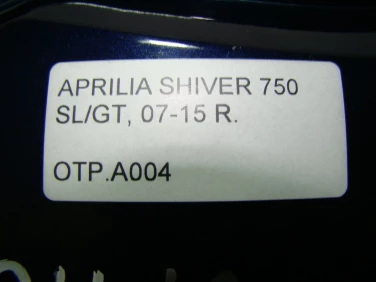 APRILIA SHIVER 750
SL/GT, 07-15 R.
OTP.A004